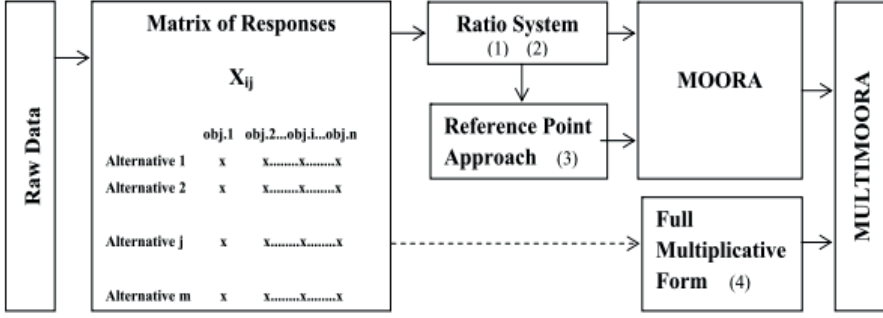 Raw Data
Matrix of Responses
Xij
obj.1 obj.2...obj.i...obj.n
Alternative 1 x x.........x.........x
Alternative 2 x x.........x.........x
Alternative j x x.........x.........x
Alternative m x x.........x.........x
Ratio System
(1) (2)
Reference Point
Approach (3)
MOORA
Full
Multiplicative
Form (4)
MULTIMOORA